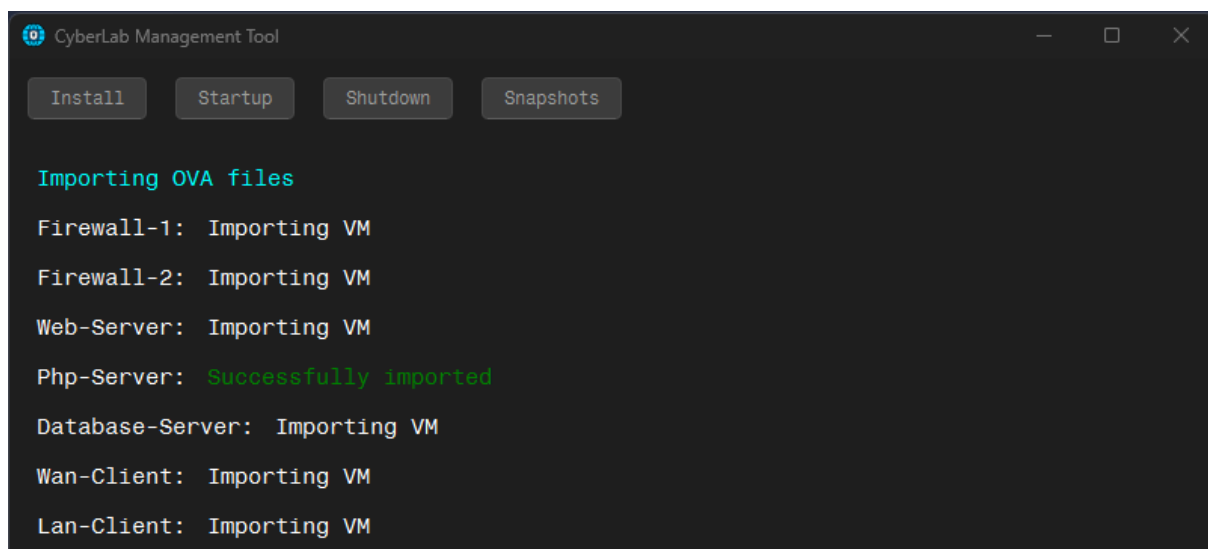 CyberLab Management Tool
Install Startup Shutdown Snapshots
Importing OVA files
Firewall-1: Importing VM
Firewall-2: Importing VM
Web-Server: Importing VM
Php-Server: Successfully imported
Database-Server: Importing VM
Wan-Client: Importing VM
Lan-Client: Importing VM